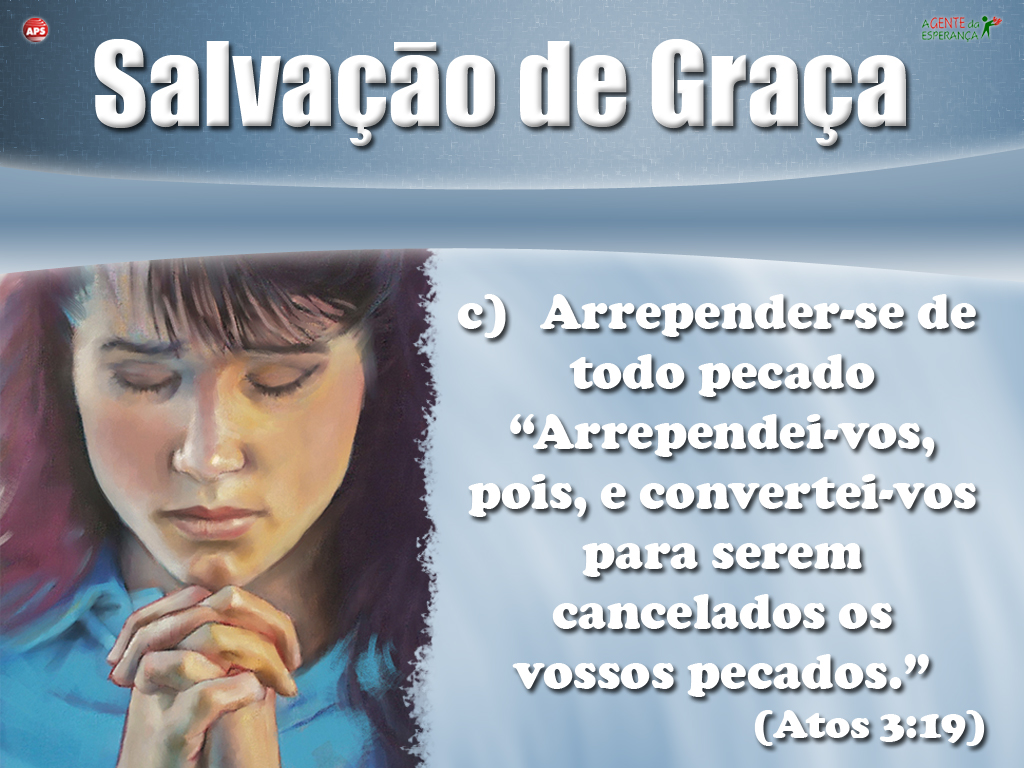 APS
AGENTE da
ESPERANÇA
Salvação de Graça
c) Arrepender-se de
todo pecado
“Arrependei-vos,
pois, e convertei-vos
para serem
cancelados os
vossos pecados.”
(Atos 3:19)